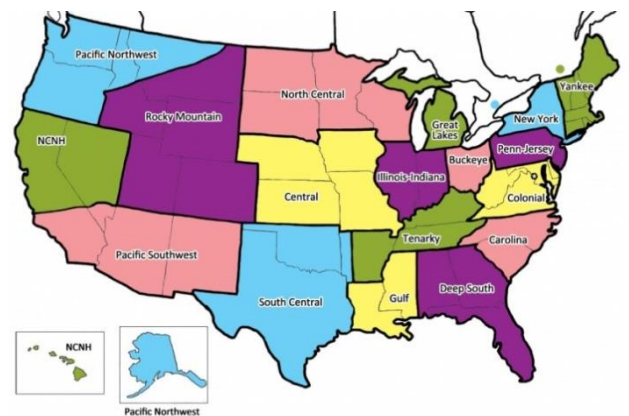 Pacific Northwest
North Central
Yankee
Rocky Mountain
Great
Lakes
New York
NCNH
Penn-Jersey
Buckeye
Illinois-Indiana
Central
Colonial
Tenarky
Carolina
Pacific Southwest
Deep South
South Central
Gulf
NCNH
Pacific Northwest